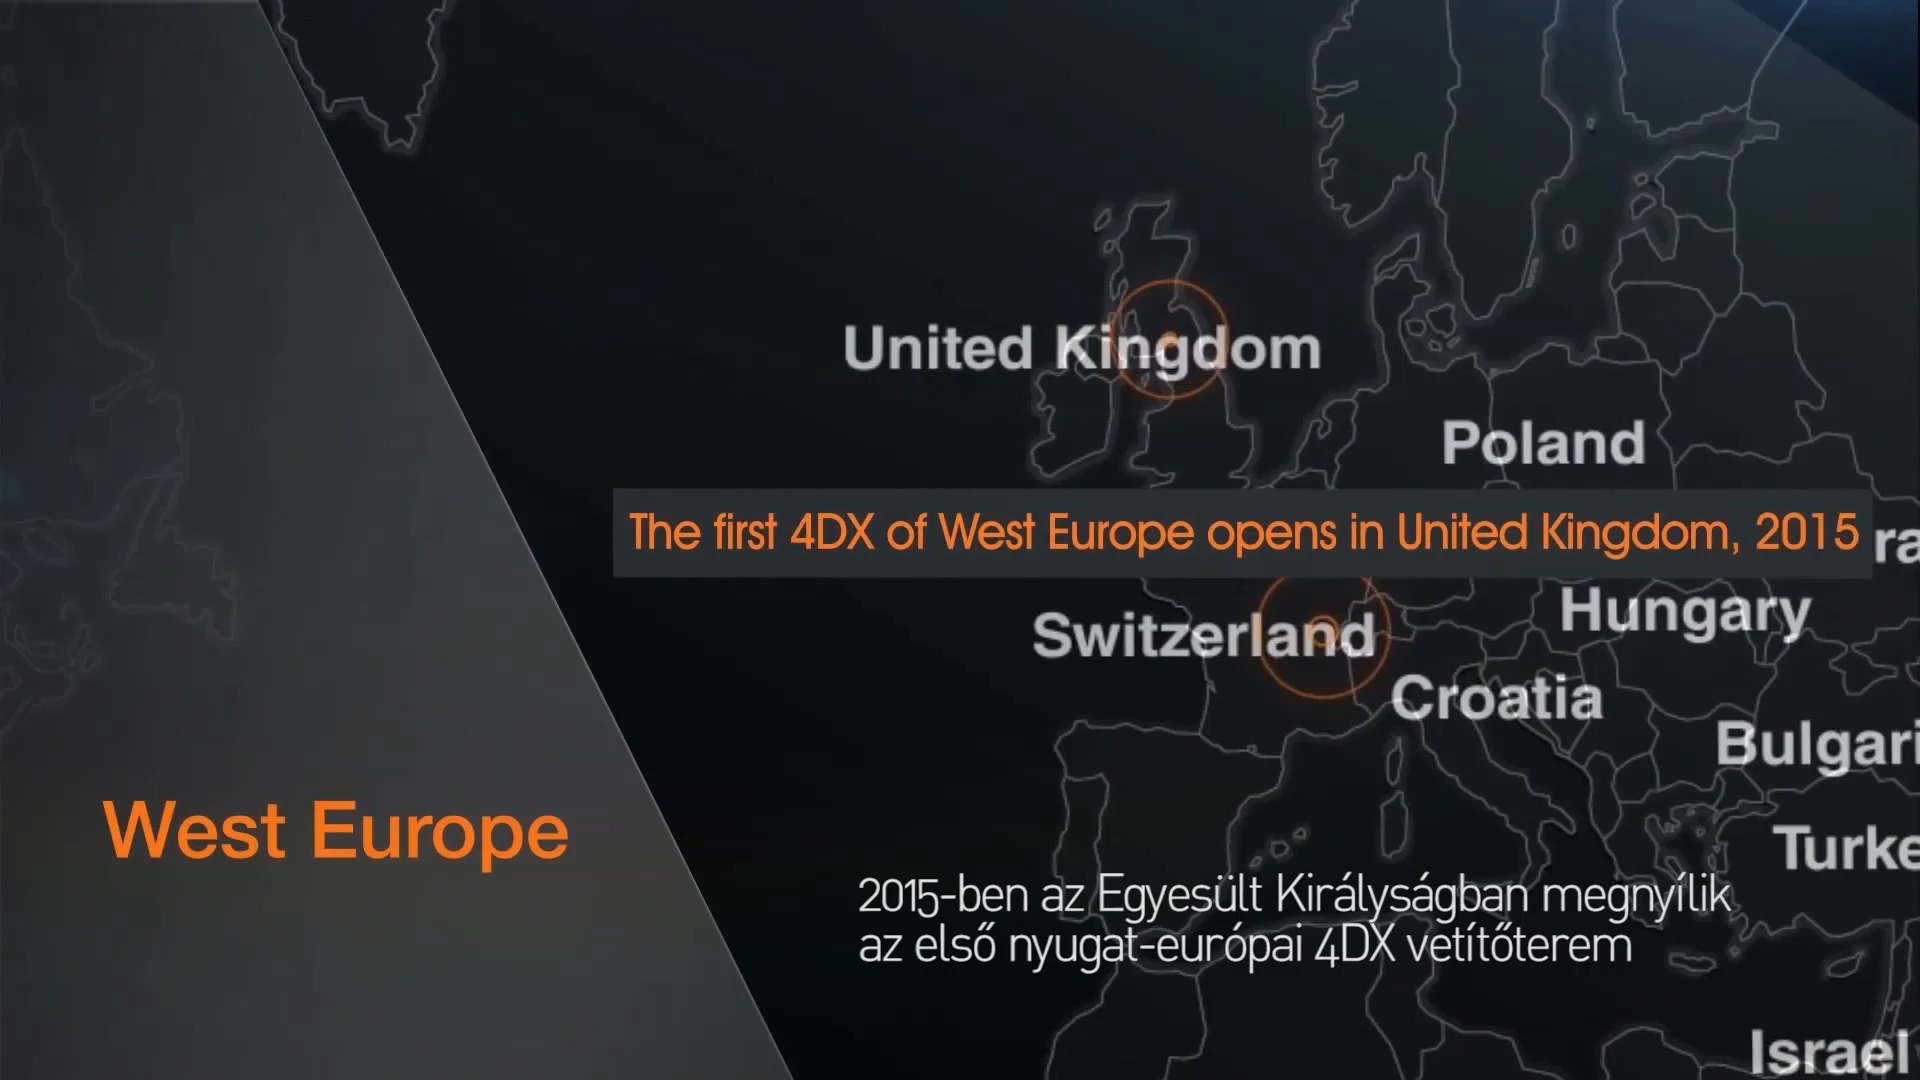 United Kingdom
Poland
The first 4DX of West Europe opens in United Kingdom, 2015
Hungary
Switzerland
Croatia
West Europe
2015-ben az Egyesült Királyságban megnyílik
az első nyugat-európai 4DX vetítőterem
Israel